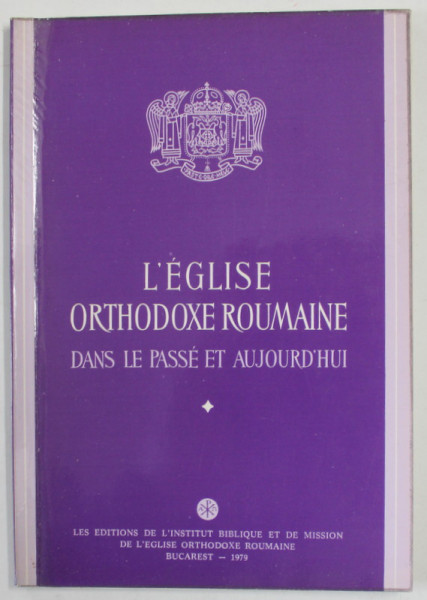 L'ÉGLISE
ORTHODOXE ROUMAINE
DANS LE PASSÉ ET AUJOURD'HUI
LES EDITIONS DE L'INSTITUT BIBLIQUE ET DE MISSION
DE L'EGLISE ORTHODOXE ROUMAINE
BUCAREST — 1979